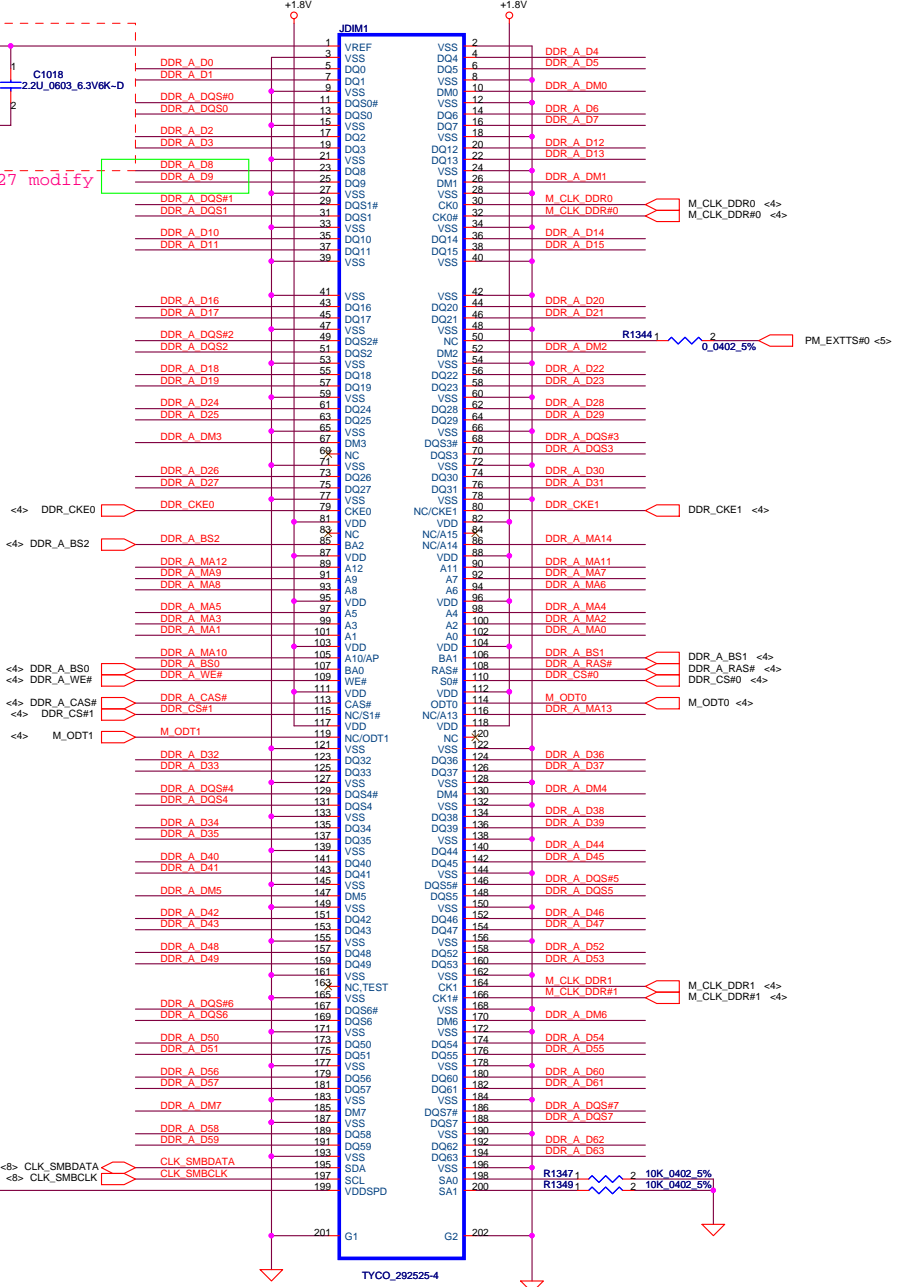 +1.8V +1.8V
JDIM1
1 VREF VSS 2
3 VSS DQ4 4 DDR_A_D4
DDR_A_D0 5 DQ0 DQ5 6 DDR_A_D5
DDR_A_D1 7 DQ1 VSS 8
1 C1018 2.2U_0603_6.3V6K~D 2
9 VSS DM0 10 DDR_A_DM0
DDR_A_DQS#0 11 DQS0# VSS 12
DDR_A_DQS0 13 DQS0 DQ6 14 DDR_A_D6
15 VSS DQ7 16 DDR_A_D7
DDR_A_D2 17 DQ2 VSS 18
DDR_A_D3 19 DQ3 DQ12 20 DDR_A_D12
21 VSS DQ13 22 DDR_A_D13
DDR_A_D8 23 DQ8 VSS 24
27 modify DDR_A_D9 25 DQ9 DM1 26 DDR_A_DM1
27 VSS VSS 28
DDR_A_DQS#1 29 DQS1# CK0 30 M_CLK_DDR0 M_CLK_DDR0 <4>
DDR_A_DQS1 31 DQS1 CK0# 32 M_CLK_DDR#0 M_CLK_DDR#0 <4>
33 VSS VSS 34
DDR_A_D10 35 DQ10 DQ14 36 DDR_A_D14
DDR_A_D11 37 DQ11 DQ15 38 DDR_A_D15
39 VSS VSS 40
41 VSS VSS 42
DDR_A_D16 43 DQ16 DQ20 44 DDR_A_D20
DDR_A_D17 45 DQ17 DQ21 46 DDR_A_D21
47 VSS VSS 48
DDR_A_DQS#2 49 DQS2# NC 50 R1344 1 2 0_0402_5% PM_EXTTS#0 <5>
DDR_A_DQS2 51 DQS2 DM2 52 DDR_A_DM2
53 VSS VSS 54
DDR_A_D18 55 DQ18 DQ22 56 DDR_A_D22
DDR_A_D19 57 DQ19 DQ23 58 DDR_A_D23
59 VSS VSS 60
DDR_A_D24 61 DQ24 DQ28 62 DDR_A_D28
DDR_A_D25 63 DQ25 DQ29 64 DDR_A_D29
65 VSS VSS 66
DDR_A_DM3 67 DM3 DQS3# 68 DDR_A_DQS#3
69 NC DQS3 70 DDR_A_DQS3
71 VSS VSS 72
DDR_A_D26 73 DQ26 DQ30 74 DDR_A_D30
DDR_A_D27 75 DQ27 DQ31 76 DDR_A_D31
77 VSS VSS 78
<4> DDR_CKE0 DDR_CKE0 79 CKE0 NC/CKE1 80 DDR_CKE1 DDR_CKE1 <4>
81 VDD VDD 82
83 NC NC/A15 84
<4> DDR_A_BS2 DDR_A_BS2 85 BA2 NC/A14 86 DDR_A_MA14
87 VDD VDD 88
DDR_A_MA12 89 A12 A11 90 DDR_A_MA11
DDR_A_MA9 91 A9 A7 92 DDR_A_MA7
DDR_A_MA8 93 A8 A6 94 DDR_A_MA6
95 VDD VDD 96
DDR_A_MA5 97 A5 A4 98 DDR_A_MA4
DDR_A_MA3 99 A3 A2 100 DDR_A_MA2
DDR_A_MA1 101 A1 A0 102 DDR_A_MA0
103 VDD VDD 104
DDR_A_MA10 105 A10/AP BA1 106 DDR_A_BS1 DDR_A_BS1 <4>
<4> DDR_A_BS0 DDR_A_BS0 107 BA0 RAS# 108 DDR_A_RAS# DDR_A_RAS# <4>
<4> DDR_A_WE# DDR_A_WE# 109 WE# S0# 110 DDR_CS#0 DDR_CS#0 <4>
111 VDD VDD 112
<4> DDR_A_CAS# DDR_A_CAS# 113 CAS# ODT0 114 M_ODT0 M_ODT0 <4>
<4> DDR_CS#1 DDR_CS#1 115 NC/S1# NC/A13 116 DDR_A_MA13
117 VDD VDD 118
<4> M_ODT1 M_ODT1 119 NC/ODT1 NC 120
121 VSS VSS 122
DDR_A_D32 123 DQ32 DQ36 124 DDR_A_D36
DDR_A_D33 125 DQ33 DQ37 126 DDR_A_D37
127 VSS VSS 128
DDR_A_DQS#4 129 DQS4# DM4 130 DDR_A_DM4
DDR_A_DQS4 131 DQS4 VSS 132
133 VSS DQ38 134 DDR_A_D38
DDR_A_D34 135 DQ34 DQ39 136 DDR_A_D39
DDR_A_D35 137 DQ35 VSS 138
139 VSS DQ44 140 DDR_A_D44
DDR_A_D40 141 DQ40 DQ45 142 DDR_A_D45
DDR_A_D41 143 DQ41 VSS 144
145 VSS DQS5# 146 DDR_A_DQS#5
DDR_A_DM5 147 DM5 DQS5 148 DDR_A_DQS5
149 VSS VSS 150
DDR_A_D42 151 DQ42 DQ46 152 DDR_A_D46
DDR_A_D43 153 DQ43 DQ47 154 DDR_A_D47
155 VSS VSS 156
DDR_A_D48 157 DQ48 DQ52 158 DDR_A_D52
DDR_A_D49 159 DQ49 DQ53 160 DDR_A_D53
161 VSS VSS 162
163 NC,TEST CK1 164 M_CLK_DDR1 M_CLK_DDR1 <4>
165 VSS CK1# 166 M_CLK_DDR#1 M_CLK_DDR#1 <4>
DDR_A_DQS#6 167 DQS6# VSS 168
DDR_A_DQS6 169 DQS6 DM6 170 DDR_A_DM6
171 VSS VSS 172
DDR_A_D50 173 DQ50 DQ54 174 DDR_A_D54
DDR_A_D51 175 DQ51 DQ55 176 DDR_A_D55
177 VSS VSS 178
DDR_A_D56 179 DQ56 DQ60 180 DDR_A_D60
DDR_A_D57 181 DQ57 DQ61 182 DDR_A_D61
183 VSS VSS 184
DDR_A_DM7 185 DM7 DQS7# 186 DDR_A_DQS#7
187 VSS DQS7 188 DDR_A_DQS7
DDR_A_D58 189 DQ58 VSS 190
DDR_A_D59 191 DQ59 DQ62 192 DDR_A_D62
193 VSS DQ63 194 DDR_A_D63
<8> CLK_SMBDATA CLK_SMBDATA 195 SDA VSS 196
<8> CLK_SMBCLK CLK_SMBCLK 197 SCL SA0 198 R1347 1 2 10K_0402_5%
199 VDDSPD SA1 200 R1349 1 2 10K_0402_5%
201 G1 G2 202
TYCO_292525-4